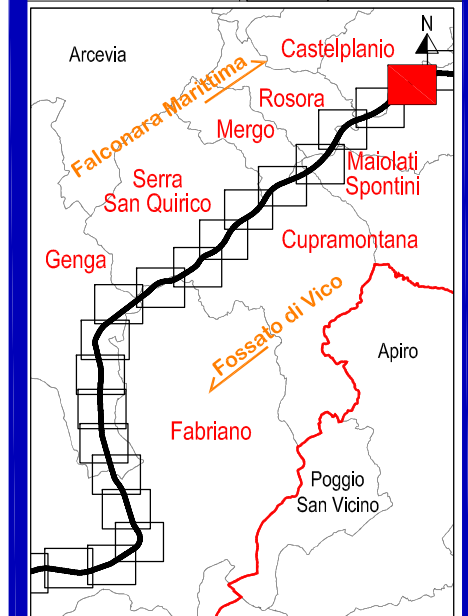 N
Arcevia
Castelplanio
Falconara Marittima
Rosora
Mergo
Maiolati
Spontini
Serra
San Quirico
Cupramontana
Genga
Fossato di Vico
Apiro
Fabriano
Poggio
San Vicino